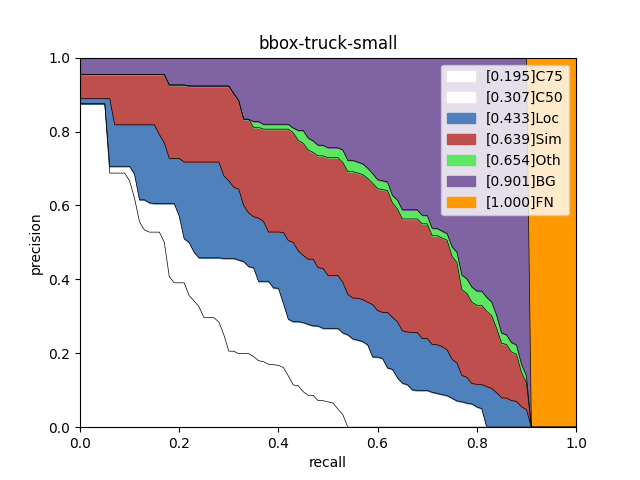 bbox-truck-small
1.0
0.8
0.6
0.4
0.2
0.0
precision
[0.195]C75
[0.307]C50
[0.433]Loc
[0.639]Sim
[0.654]Oth
[0.901]BG
[1.000]FN
0.0 0.2 0.4 0.6 0.8 1.0
recall